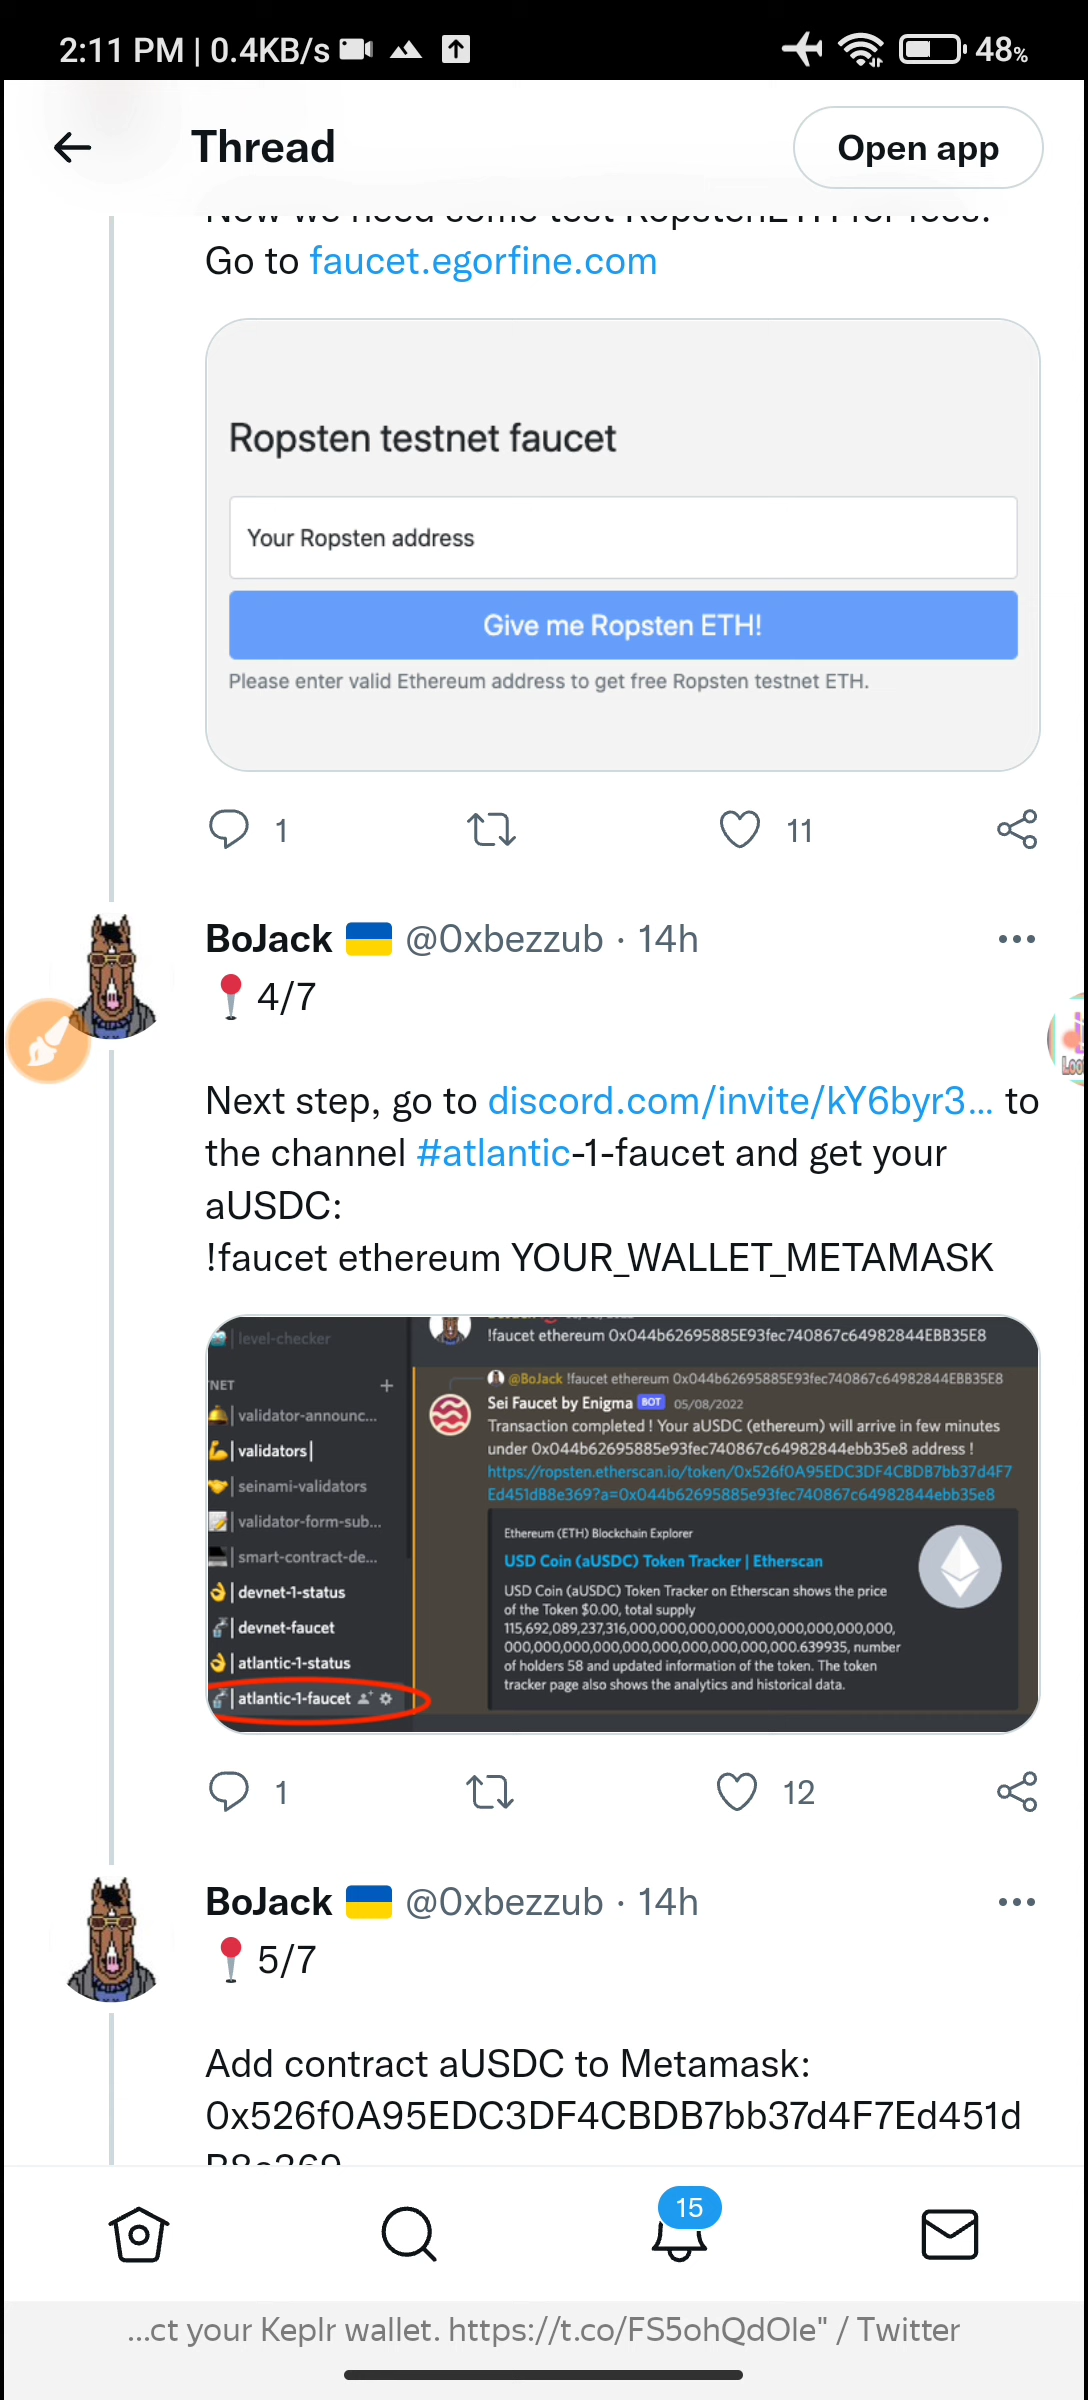 2:11 PM | 0.4KB/s
48%
Thread
Open app
Now we need some test RopstenETH for fees.
Go to faucet.egorfine.com
Ropsten testnet faucet
Your Ropsten address
Give me Ropsten ETH!
Please enter valid Ethereum address to get free Ropsten testnet ETH.
1
11
BoJack 🇺🇦 @0xbezzub · 14h
📍 4/7
Next step, go to discord.com/invite/kY6byr3... to
the channel #atlantic-1-faucet and get your
aUSDC:
!faucet ethereum YOUR_WALLET_METAMASK
level-checker
NET
validator-announc...
validators
seinami-validators
validator-form-sub...
smart-contract-de...
devnet-1-status
devnet-faucet
atlantic-1-status
atlantic-1-faucet
!faucet ethereum 0x044b62695885E93fec740867c64982844EBB35E8
@BoJack !faucet ethereum 0x044b62695885E93fec740867c64982844EBB35E8
Sei Faucet by Enigma BOT 05/08/2022
Transaction completed ! Your aUSDC (ethereum) will arrive in few minutes
under 0x044b62695885e93fec740867c64982844ebb35e8 address !
https://ropsten.etherscan.io/token/0x526f0A95EDC3DF4CBDB7bb37d4F7
Ed451dB8e369?a=0x044b62695885e93fec740867c64982844ebb35e8
Ethereum (ETH) Blockchain Explorer
USD Coin (aUSDC) Token Tracker | Etherscan
USD Coin (aUSDC) Token Tracker on Etherscan shows the price
of the Token $0.00, total supply
115,692,089,237,316,000,000,000,000,000,000,000,000,000,
000,000,000,000,000,000,000,000,000,000.639935, number
of holders 58 and updated information of the token. The token
tracker page also shows the analytics and historical data.
1
12
BoJack 🇺🇦 @0xbezzub · 14h
📍 5/7
Add contract aUSDC to Metamask:
0x526f0A95EDC3DF4CBDB7bb37d4F7Ed451d
B8e369
15
...ct your Keplr wallet. https://t.co/FS5ohQdOle" / Twitter